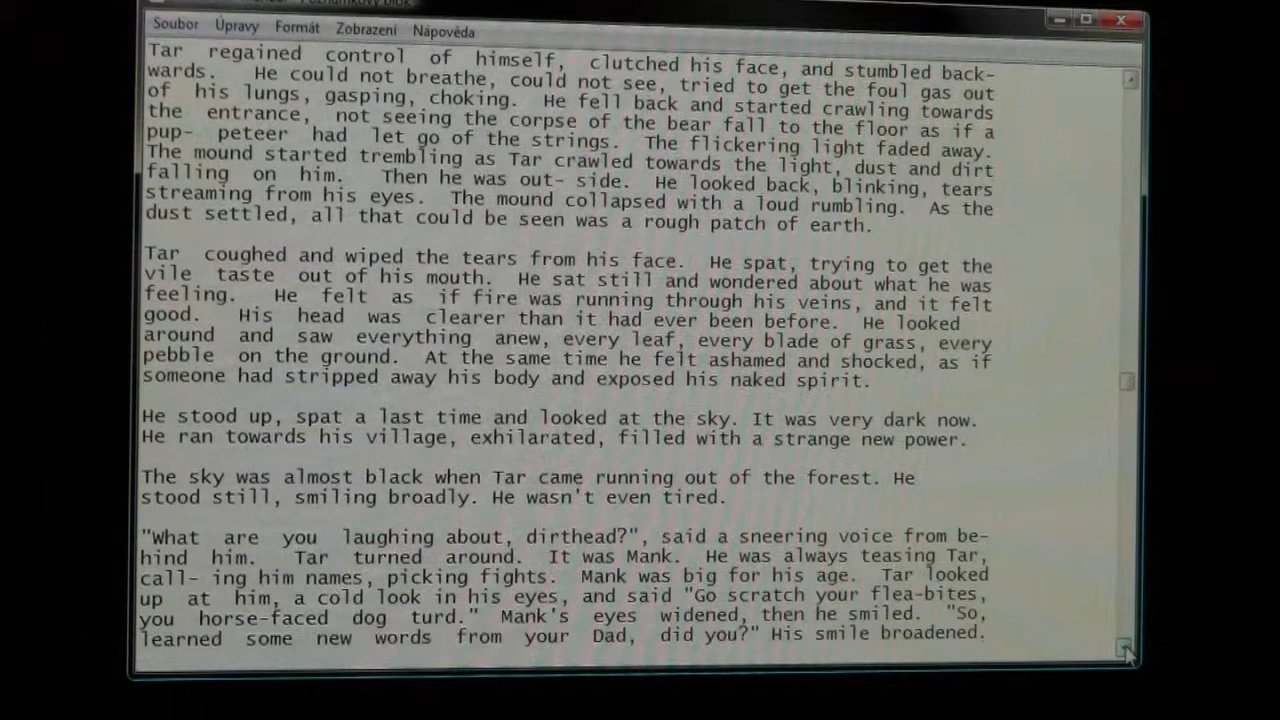 Soubor Úpravy Formát Zobrazení Nápověda
Tar regained control of himself, clutched his face, and stumbled back-
wards. He could not breathe, could not see, tried to get the foul gas out
of his lungs, gasping, choking. He fell back and started crawling towards
the entrance, not seeing the corpse of the bear fall to the floor as if a
pup- peteer had let go of the strings. The flickering light faded away.
The mound started trembling as Tar crawled towards the light, dust and dirt
falling on him. Then he was out- side. He looked back, blinking, tears
streaming from his eyes. The mound collapsed with a loud rumbling. As the
dust settled, all that could be seen was a rough patch of earth.
Tar coughed and wiped the tears from his face. He spat, trying to get the
vile taste out of his mouth. He sat still and wondered about what he was
feeling. He felt as if fire was running through his veins, and it felt
good. His head was clearer than it had ever been before. He looked
around and saw everything anew, every leaf, every blade of grass, every
pebble on the ground. At the same time he felt ashamed and shocked, as if
someone had stripped away his body and exposed his naked spirit.
He stood up, spat a last time and looked at the sky. It was very dark now.
He ran towards his village, exhilarated, filled with a strange new power.
The sky was almost black when Tar came running out of the forest. He
stood still, smiling broadly. He wasn't even tired.
"What are you laughing about, dirthead?", said a sneering voice from be-
hind him. Tar turned around. It was Mank. He was always teasing Tar,
call- ing him names, picking fights. Mank was big for his age. Tar looked
up at him, a cold look in his eyes, and said "Go scratch your flea-bites,
you horse-faced dog turd." Mank's eyes widened, then he smiled. "So,
learned some new words from your Dad, did you?" His smile broadened.